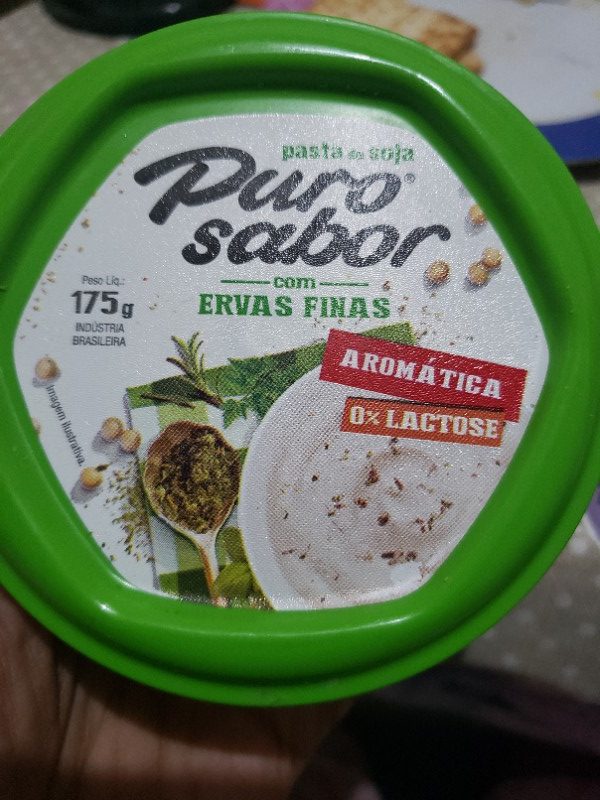 pasta de soja
Puro®
sabor
com
ERVAS FINAS
Peso Líq.:
175g
INDÚSTRIA
BRASILEIRA
AROMÁTICA
0% LACTOSE
Imagem ilustrativa.